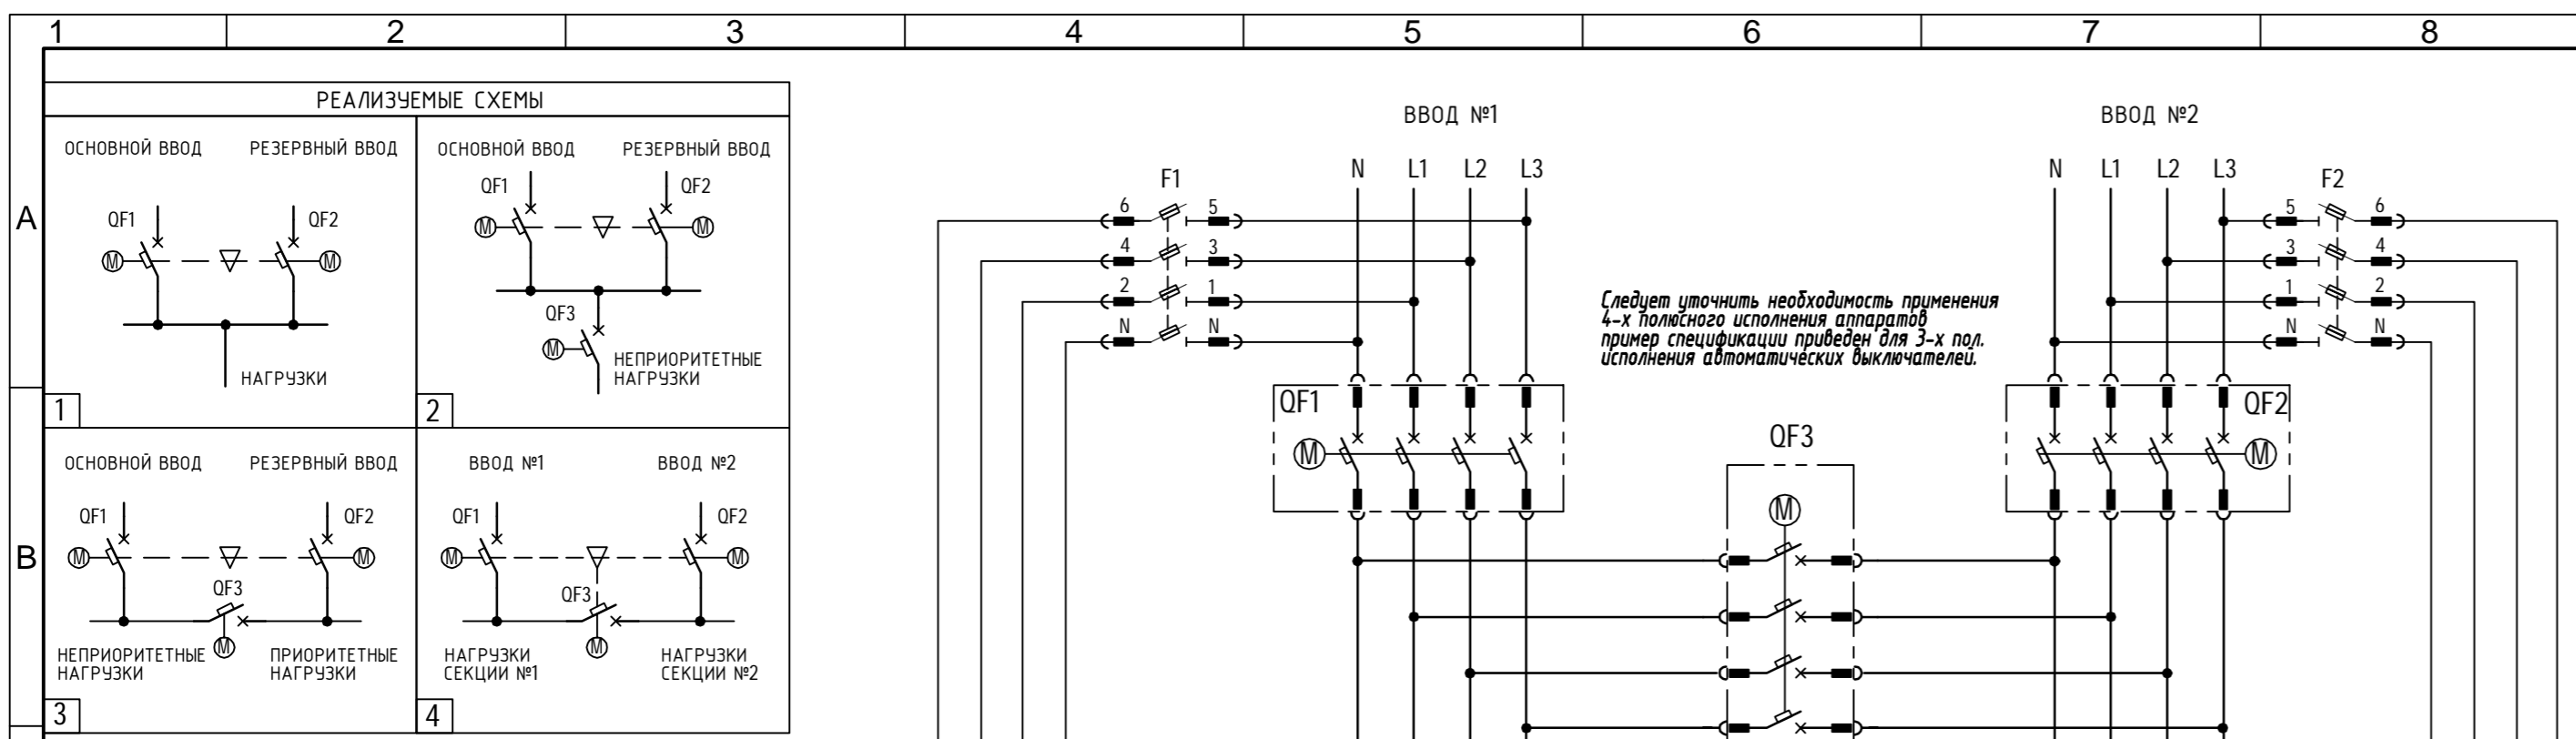 1 2 3 4 5 6 7 8
A
B
РЕАЛИЗУЕМЫЕ СХЕМЫ
ОСНОВНОЙ ВВОД РЕЗЕРВНЫЙ ВВОД
QF1 QF2
M M
НАГРУЗКИ
1
ОСНОВНОЙ ВВОД РЕЗЕРВНЫЙ ВВОД
QF1 QF2
M M
QF3
M
НЕПРИОРИТЕТНЫЕ
НАГРУЗКИ
2
ОСНОВНОЙ ВВОД РЕЗЕРВНЫЙ ВВОД
QF1 QF2
M M
QF3
M
НЕПРИОРИТЕТНЫЕ
НАГРУЗКИ
ПРИОРИТЕТНЫЕ
НАГРУЗКИ
3
ВВОД №1 ВВОД №2
QF1 QF2
M M
QF3
M
НАГРУЗКИ
СЕКЦИИ №1
НАГРУЗКИ
СЕКЦИИ №2
4
ВВОД №1
N L1 L2 L3
F1
6 5
4 3
2 1
N N
QF1
M
Следует уточнить необходимость применения
4-х полюсного исполнения аппаратов
пример спецификации приведен для 3-х пол.
исполнения автоматических выключателей.
QF3
M
ВВОД №2
N L1 L2 L3
F2
5 6
3 4
1 2
N N
QF2
M